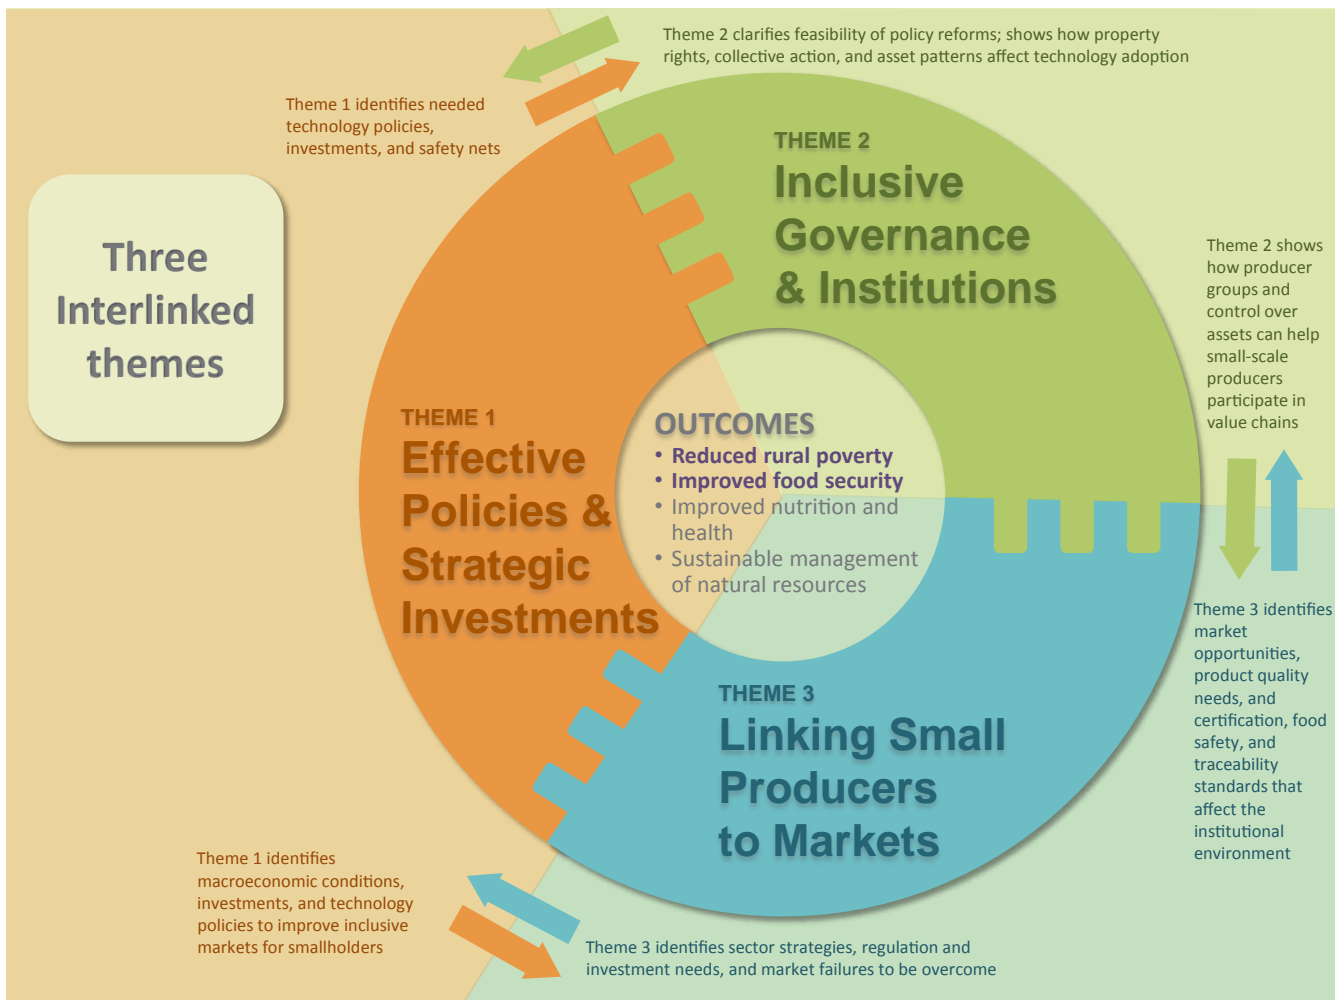 Theme 2 clarifies feasibility of policy reforms; shows how property
rights, collective action, and asset patterns affect technology adoption
Theme 1 identifies needed
technology policies,
investments, and safety nets
Three
Interlinked
themes
THEME 2
Inclusive
Governance
& Institutions
Theme 2 shows
how producer
groups and
control over
assets can help
small-scale
producers
participate in
value chains
THEME 1
Effective
Policies &
Strategic
Investments
OUTCOMES
• Reduced rural poverty
• Improved food security
• Improved nutrition and
health
• Sustainable management
of natural resources
Theme 3 identifies
market
opportunities,
product quality
needs, and
certification, food
safety, and
traceability
standards that
affect the
institutional
environment
THEME 3
Linking Small
Producers
to Markets
Theme 1 identifies
macroeconomic conditions,
investments, and technology
policies to improve inclusive
markets for smallholders
Theme 3 identifies sector strategies, regulation and
investment needs, and market failures to be overcome